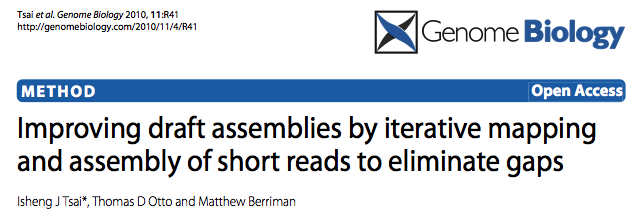 Tsai et al. Genome Biology 2010, 11:R41
http://genomebiology.com/2010/11/4/R41
Genome Biology
METHOD
Open Access
Improving draft assemblies by iterative mapping
and assembly of short reads to eliminate gaps
Isheng J Tsai*, Thomas D Otto and Matthew Berriman